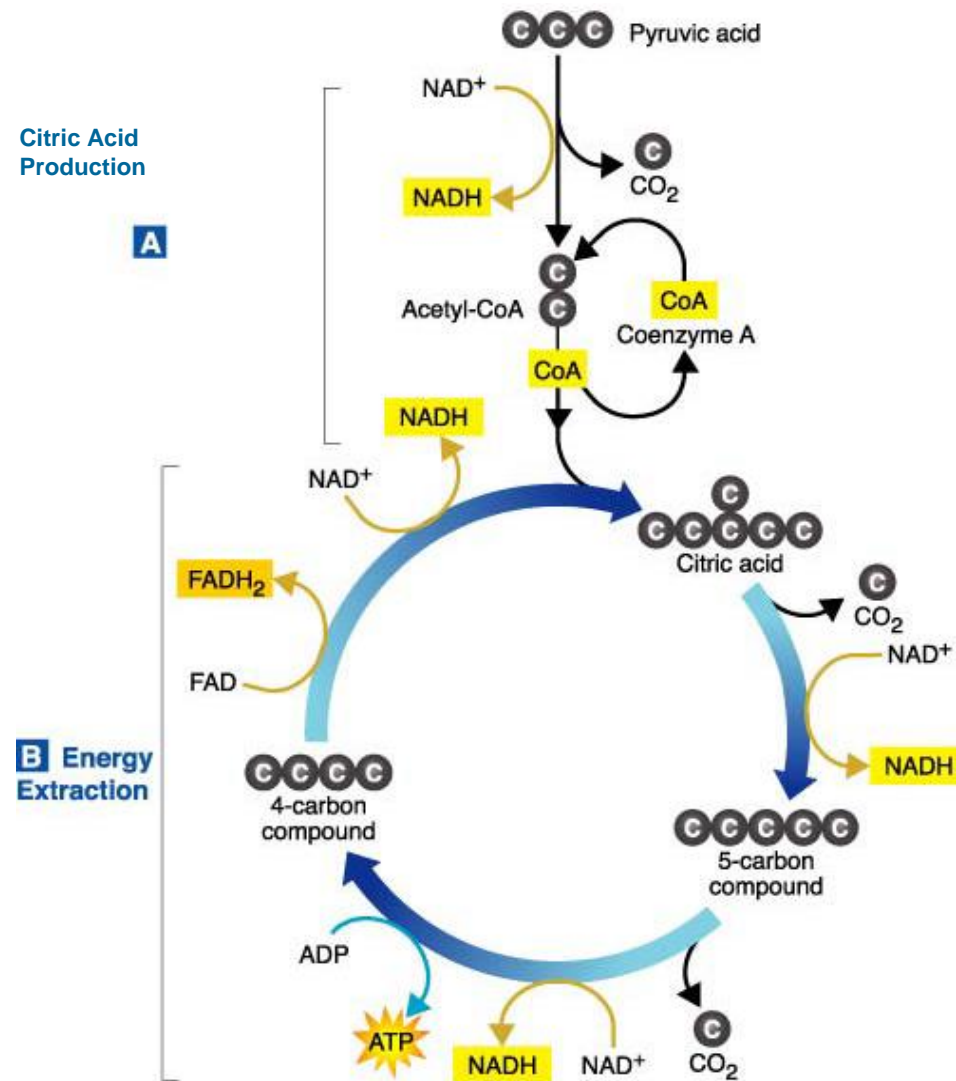 C C C Pyruvic acid
NAD⁺
Citric Acid
Production
C
CO₂
NADH
A
C
CoA
Acetyl-CoA
C
Coenzyme A
CoA
NADH
NAD⁺
C
C C C C C
Citric acid
FADH₂
C
CO₂
NAD⁺
FAD
B Energy
Extraction
NADH
C C C C
4-carbon
compound
C C C C C
5-carbon
compound
ADP
ATP
NADH
NAD⁺
C
CO₂